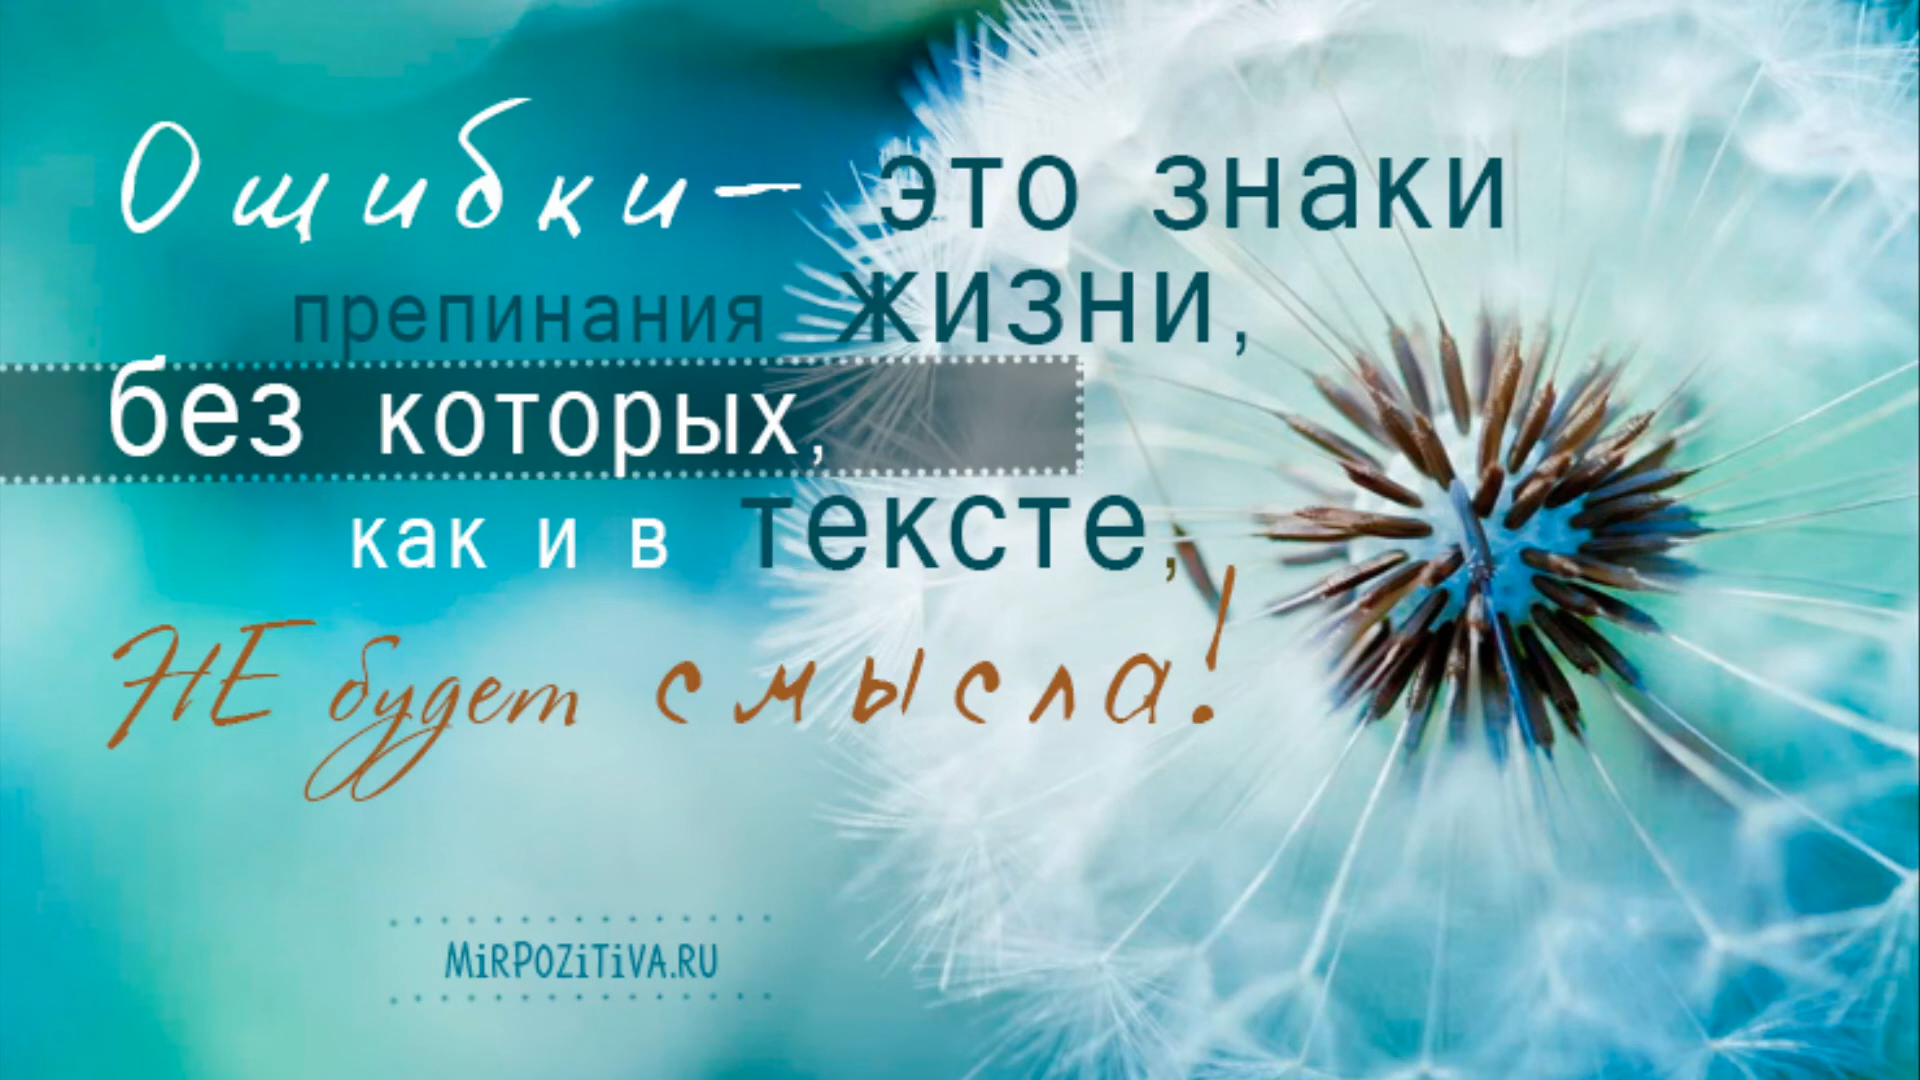 Ошибки— это знаки
препинания жизни,
без которых,
как и в тексте,
НЕ будет смысла!
MiRPOZiTiVA.RU